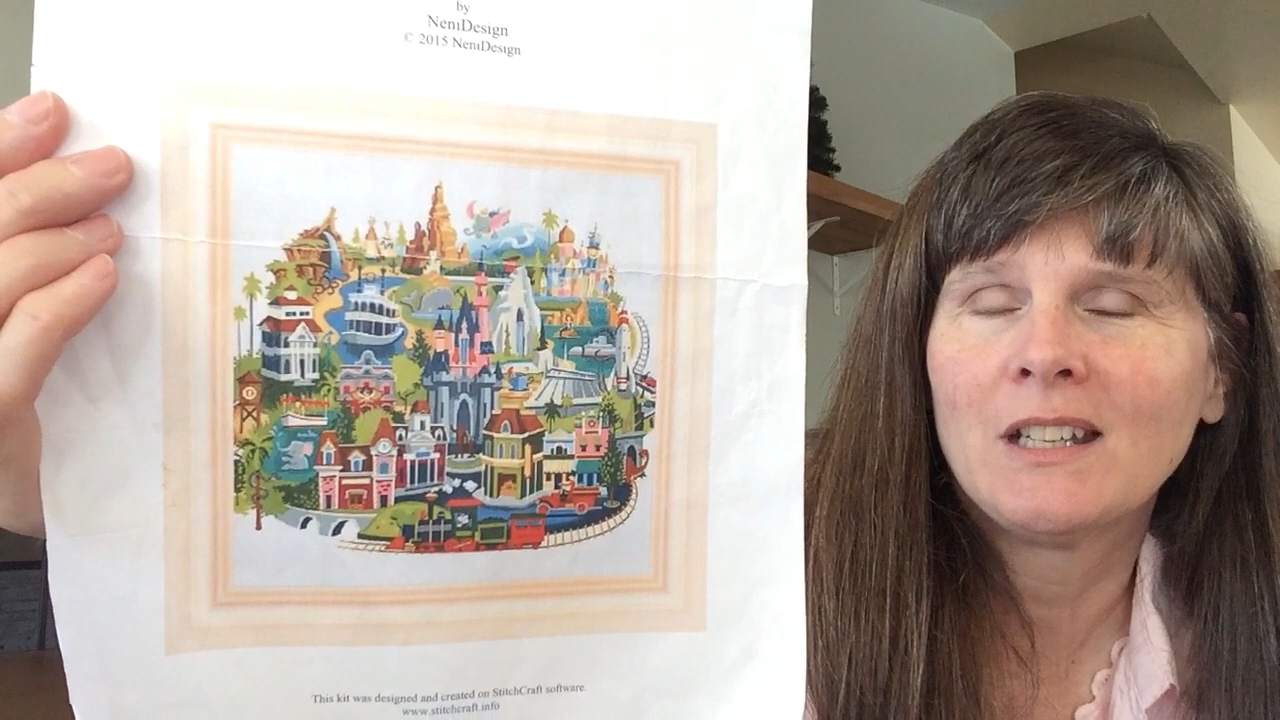 by
NeniDesign
© 2015 NeniDesign
This kit was designed and created on StitchCraft software.
www.stitchcraft.info